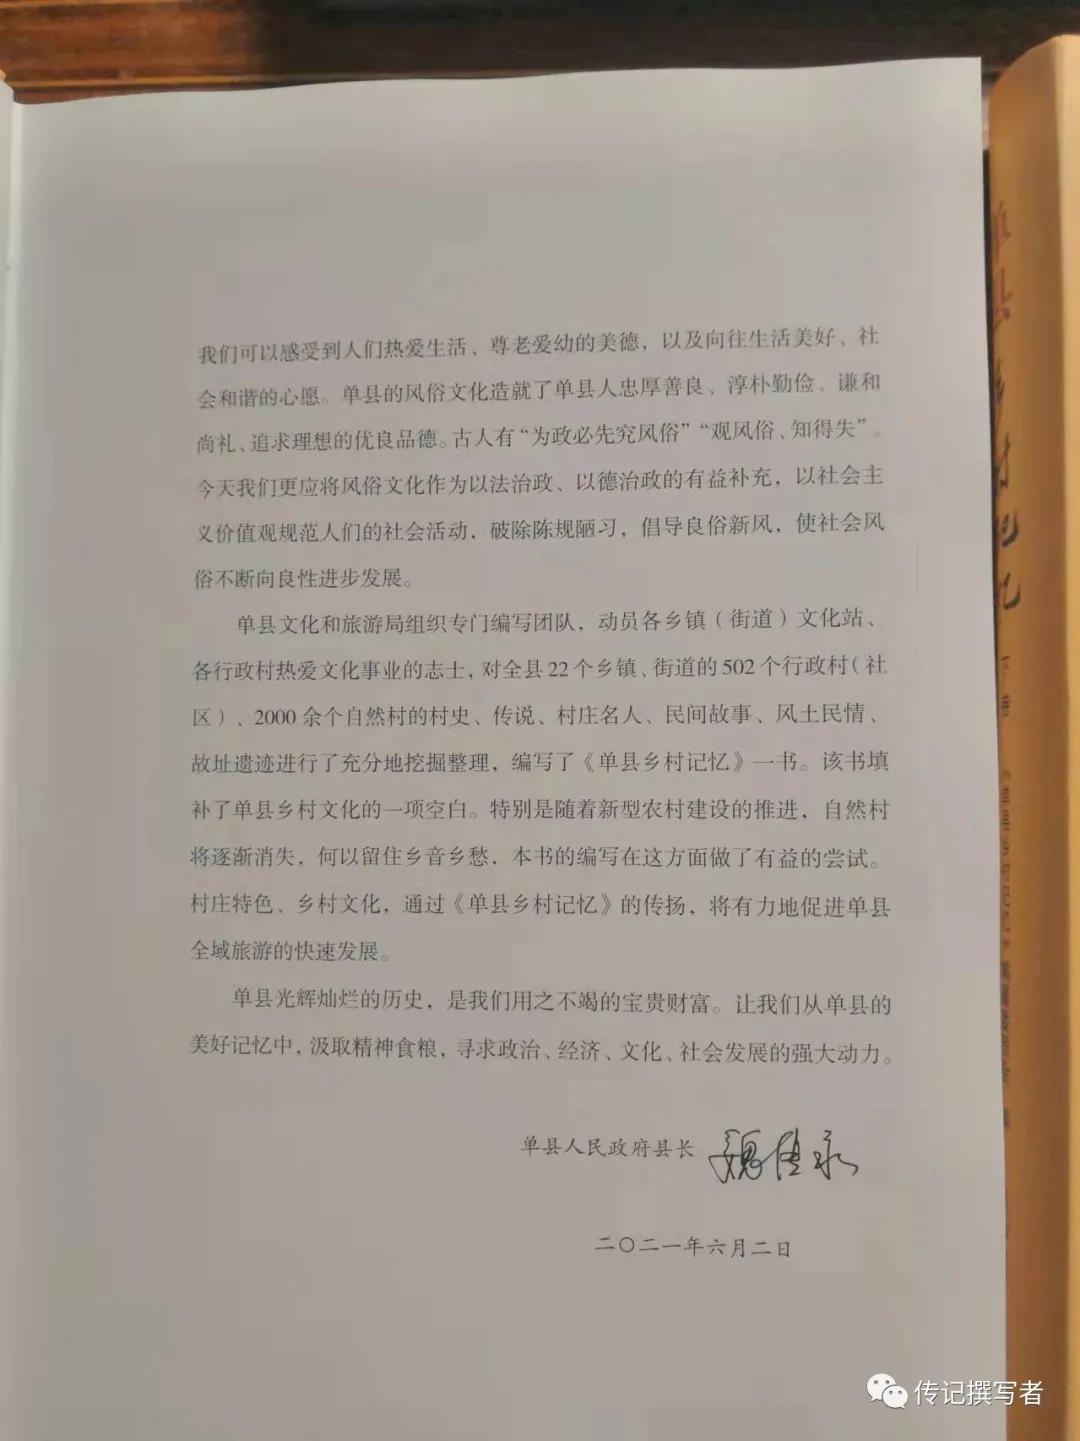 我们可以感受到人们热爱生活、尊老爱幼的美德，以及向往生活美好、社
会和谐的心愿。单县的风俗文化造就了单县人忠厚善良、淳朴勤俭、谦和
尚礼、追求理想的优良品德。古人有“为政必先究风俗”“观风俗、知得失”。
今天我们更应将风俗文化作为以法治政、以德治政的有益补充，以社会主
义价值观规范人们的社会活动，破除陈规陋习，倡导良俗新风，使社会风
俗不断向良性进步发展。
单县文化和旅游局组织专门编写团队，动员各乡镇（街道）文化站、
各行政村热爱文化事业的志士，对全县22个乡镇、街道的502个行政村（社
区）、2000余个自然村的村史、传说、村庄名人、民间故事、风土民情、
故址遗迹进行了充分地挖掘整理，编写了《单县乡村记忆》一书。该书填
补了单县乡村文化的一项空白。特别是随着新型农村建设的推进，自然村
将逐渐消失，何以留住乡音乡愁，本书的编写在这方面做了有益的尝试。
村庄特色、乡村文化，通过《单县乡村记忆》的传扬，将有力地促进单县
全域旅游的快速发展。
单县光辉灿烂的历史，是我们用之不竭的宝贵财富。让我们从单县的
美好记忆中，汲取精神食粮，寻求政治、经济、文化、社会发展的强大动力。
单县人民政府县长
二〇二一年六月二日
单县乡村记忆
下卷
传记撰写者